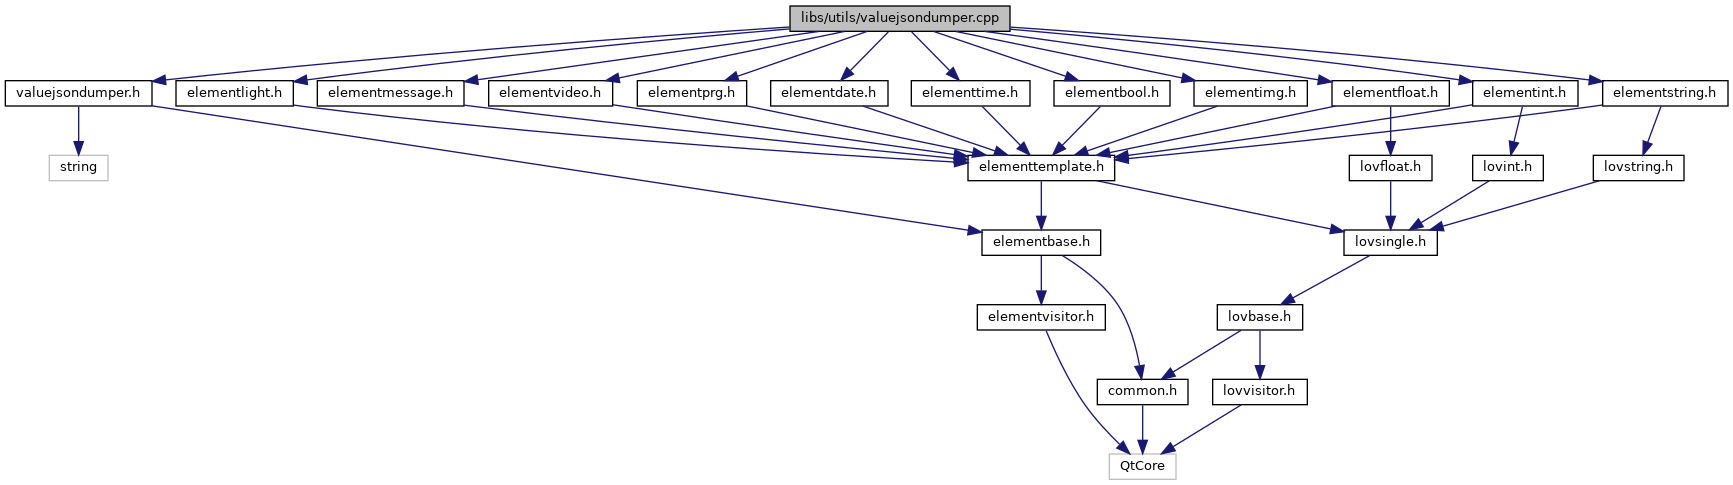 libs/utils/valuejsondumper.cpp
valuejsondumper.h
elementlight.h
elementmessage.h
elementvideo.h
elementprg.h
elementdate.h
elementtime.h
elementbool.h
elementimg.h
elementfloat.h
elementint.h
elementstring.h
string
elementtemplate.h
lovfloat.h
lovint.h
lovstring.h
elementbase.h
lovsingle.h
elementvisitor.h
lovbase.h
common.h
lovvisitor.h
QtCore